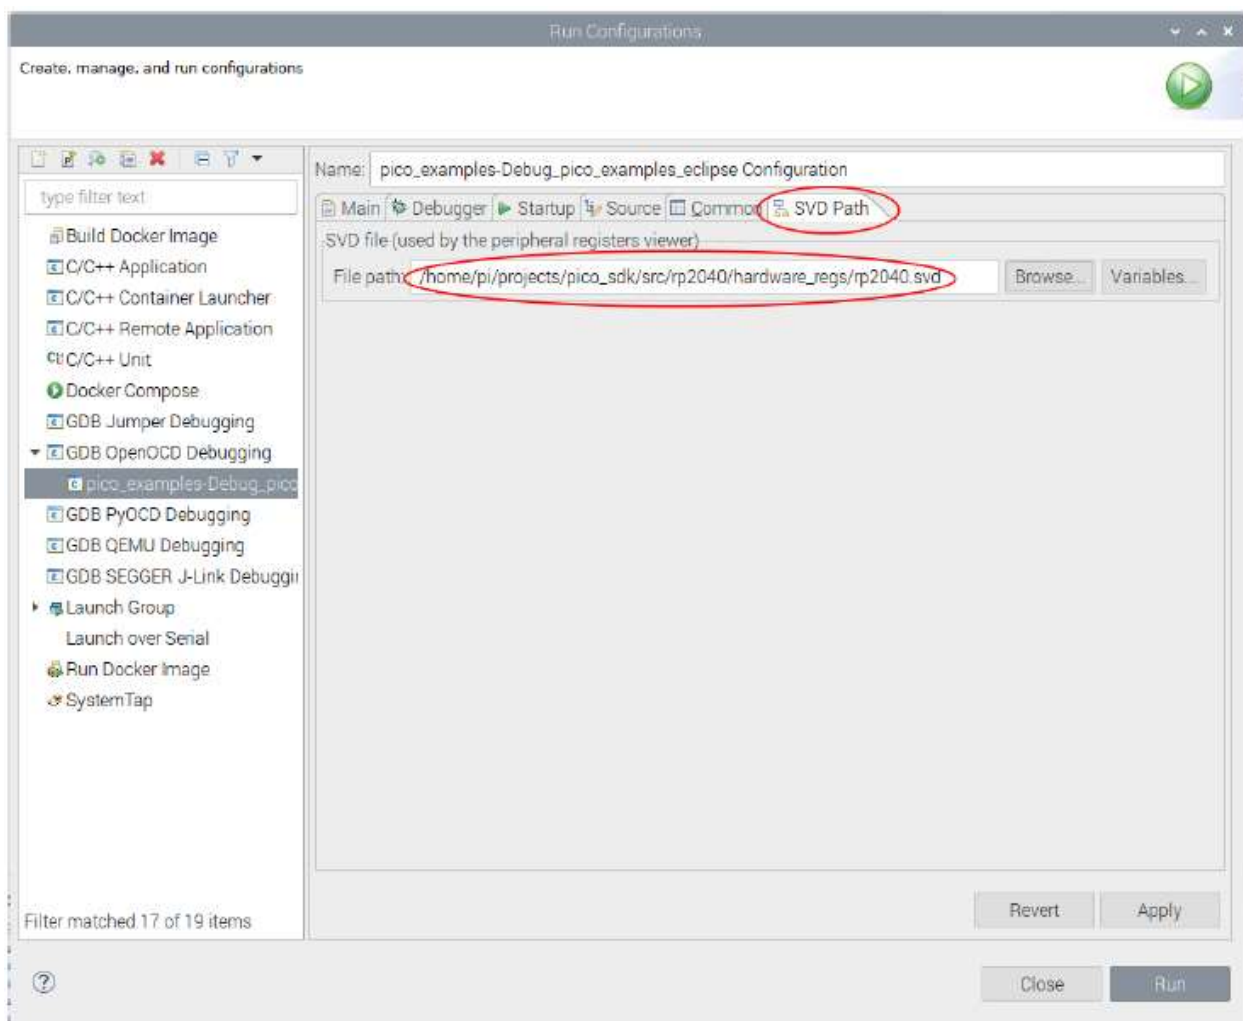 Run Configurations
Create, manage, and run configurations
type filter text
Build Docker Image
C/C++ Application
C/C++ Container Launcher
C/C++ Remote Application
C/C++ Unit
Docker Compose
GDB Jumper Debugging
GDB OpenOCD Debugging
pico_examples-Debug_pico
GDB PyOCD Debugging
GDB QEMU Debugging
GDB SEGGER J-Link Debuggin
Launch Group
Launch over Serial
Run Docker Image
SystemTap
Filter matched 17 of 19 items
Name: pico_examples-Debug_pico_examples_eclipse Configuration
Main Debugger Startup Source Common SVD Path
SVD file (used by the peripheral registers viewer)
File path: /home/pi/projects/pico_sdk/src/rp2040/hardware_regs/rp2040.svd Browse... Variables...
Revert Apply
Close Run